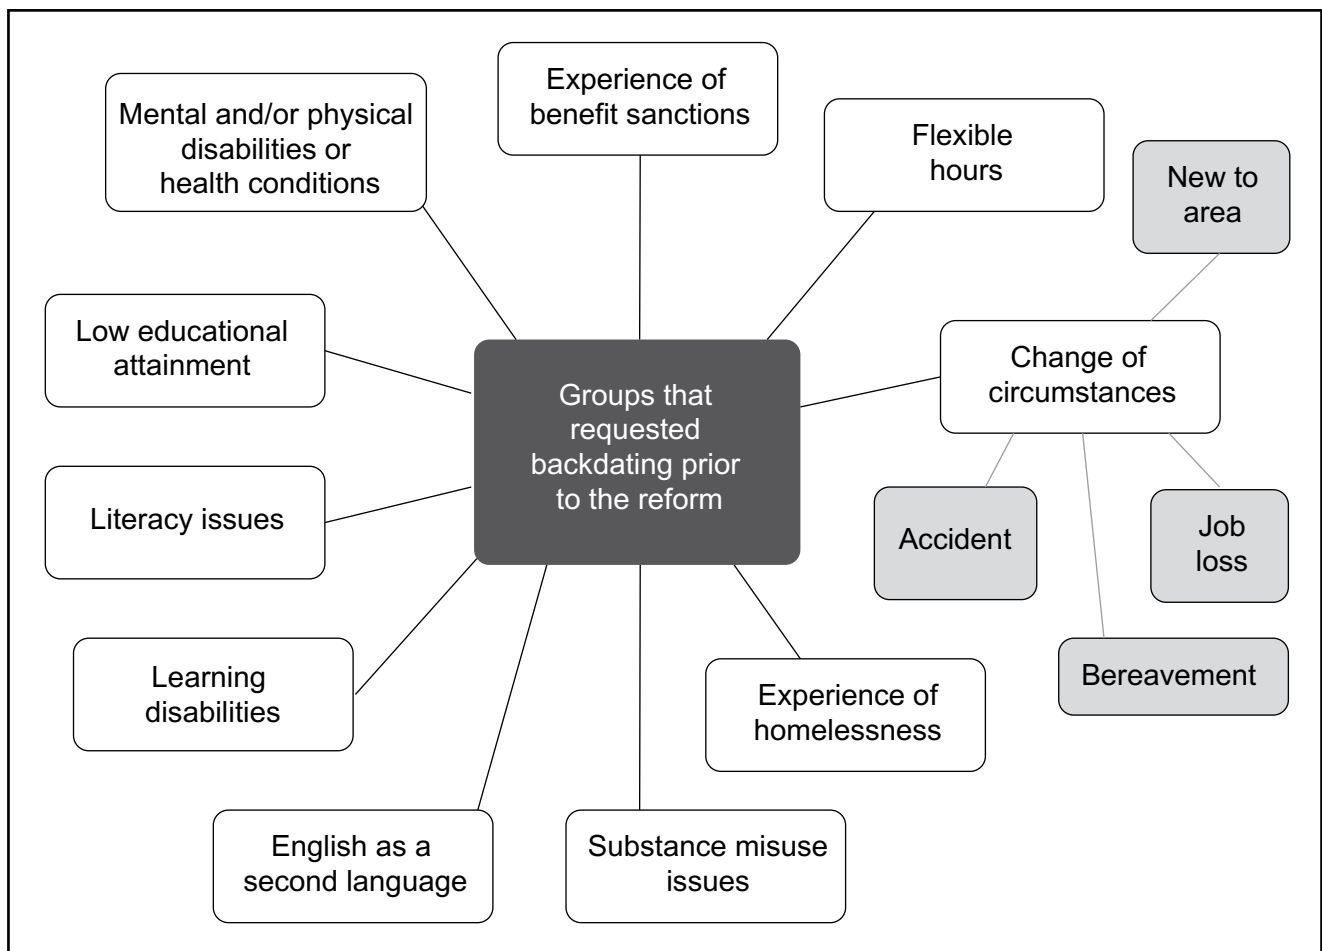 Experience of
benefit sanctions
Mental and/or physical
disabilities or
health conditions
Flexible
hours
New to
area
Low educational
attainment
Change of
circumstances
Groups that
requested
backdating prior
to the reform
Literacy issues
Accident
Job
loss
Learning
disabilities
Bereavement
Experience of
homelessness
English as a
second language
Substance misuse
issues